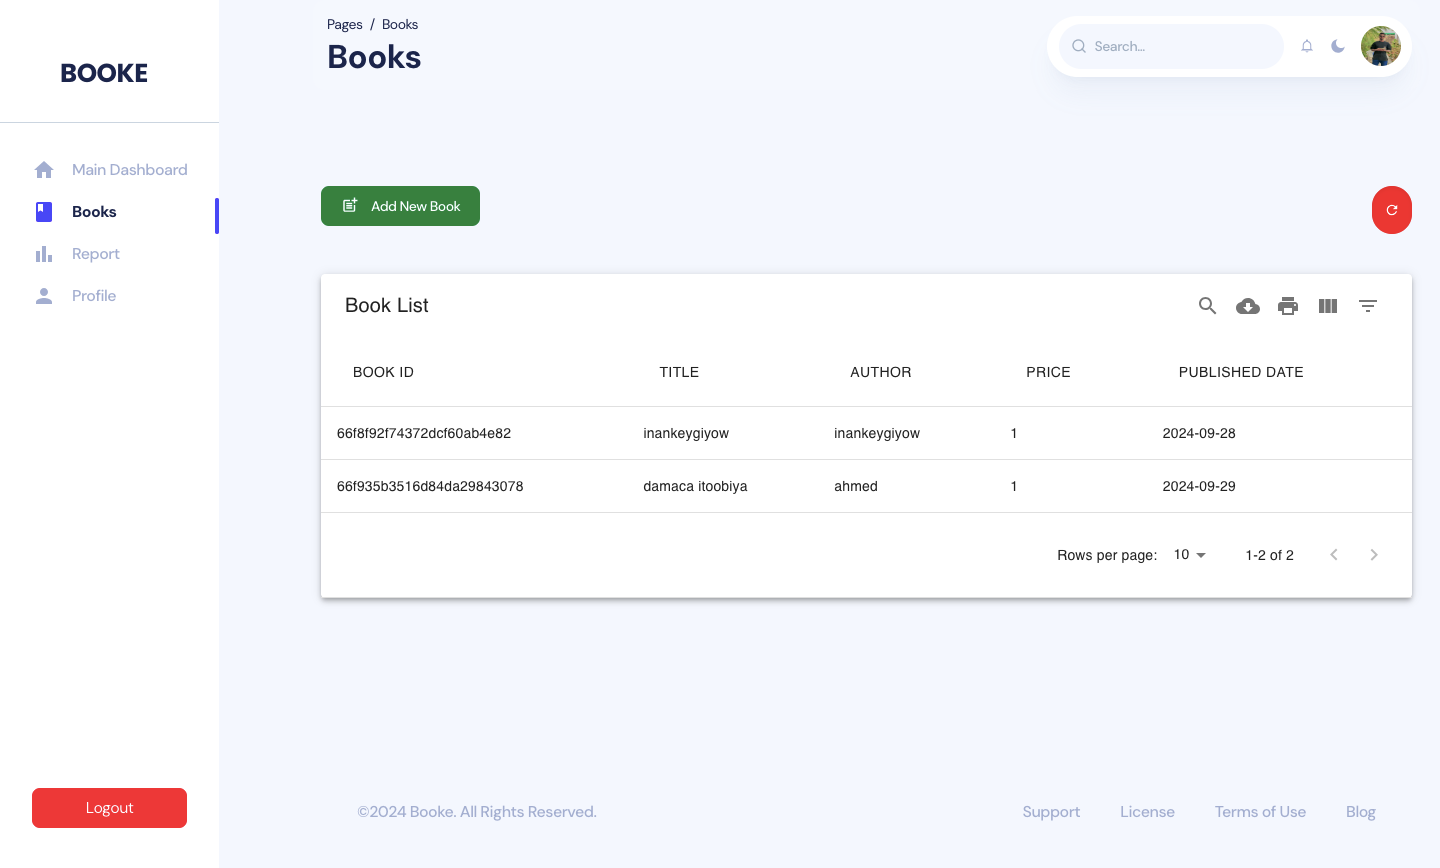 BOOKE
Main Dashboard
Books
Report
Profile
Logout
Pages / Books
Books
Search...
Add New Book
Book List
BOOK ID TITLE AUTHOR PRICE PUBLISHED DATE
66f8f92f74372dcf60ab4e82 inankeygiyow inankeygiyow 1 2024-09-28
66f935b3516d84da29843078 damaca itoobiya ahmed 1 2024-09-29
Rows per page: 10 1-2 of 2
©2024 Booke. All Rights Reserved. Support License Terms of Use Blog